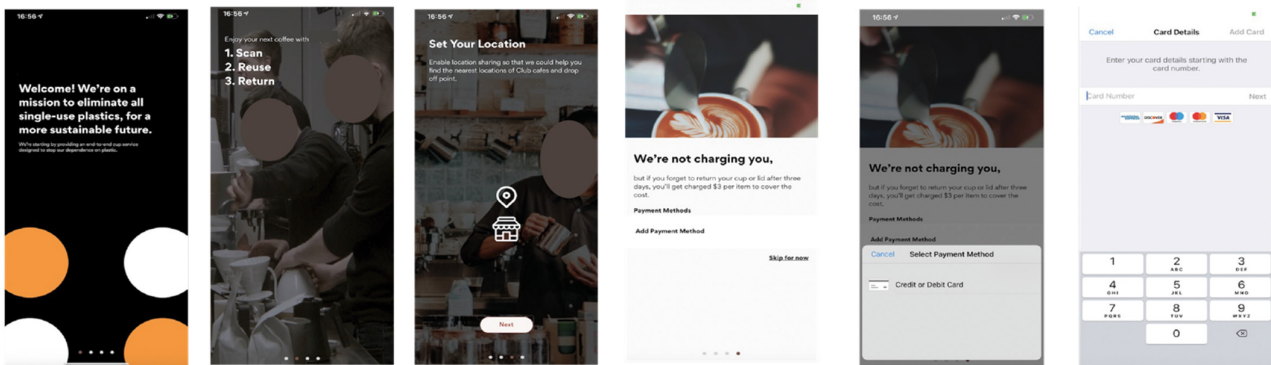 16:56
Welcome! We're on a
mission to eliminate all
single-use plastics, for a
more sustainable future.
We're starting by providing an end-to-end cup service
designed to stop our dependence on plastic.
16:56
Enjoy your next coffee with
1. Scan
2. Reuse
3. Return
16:56
Set Your Location
Enable location sharing so that we could help you
find the nearest locations of Club cafes and drop
off point.
Next
We're not charging you,
but if you forget to return your cup or lid after three
days, you'll get charged $3 per item to cover the
cost.
Payment Methods
Add Payment Method
Skip for now
16:56
We're not charging you,
but if you forget to return your cup or lid after three
days, you'll get charged $3 per item to cover the
cost.
Payment Methods
Add Payment Method
Cancel Select Payment Method
Credit or Debit Card
Cancel Card Details Add Card
Enter your card details starting with the
card number.
Card Number Next
DISCOVER VISA
1 2 3
ABC DEF
4 5 6
GHI JKL MNO
7 8 9
PQRS TUV WXYZ
0